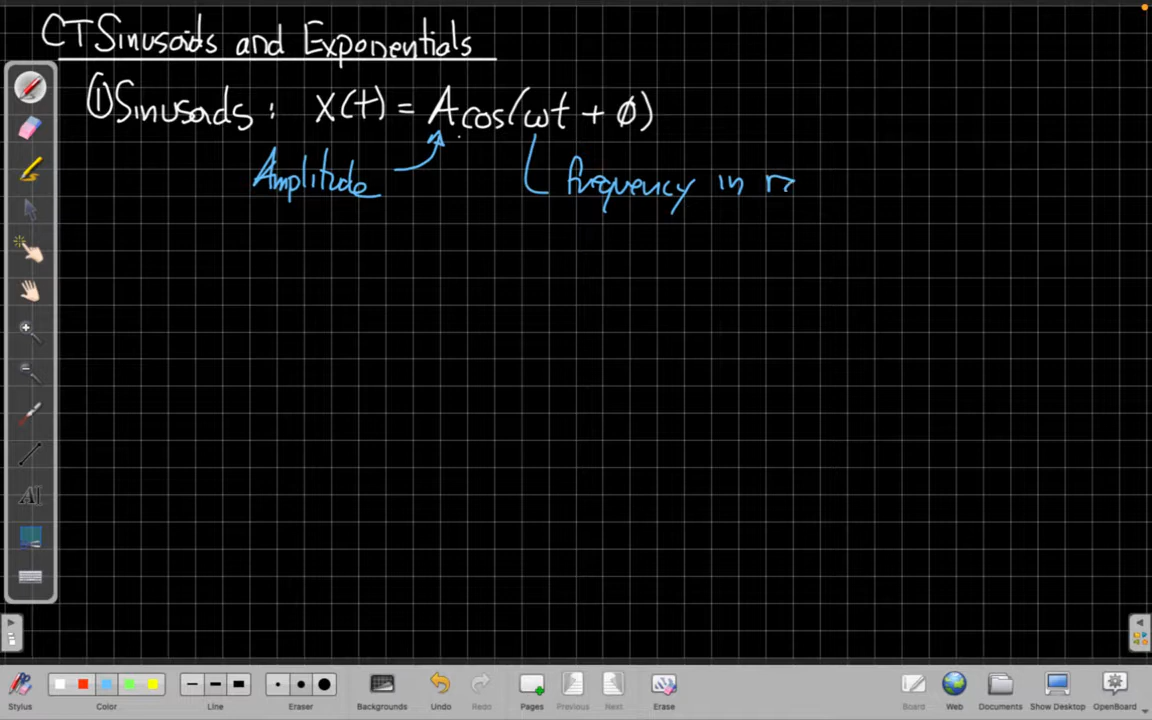 CT Sinusoids and Exponentials
① Sinusoids : x(t) = A cos(ωt + ϕ)
Amplitude frequency in r
Stylus Color Line Eraser Backgrounds Undo Redo Pages Previous Next Erase Board Web Documents Show Desktop OpenBoard